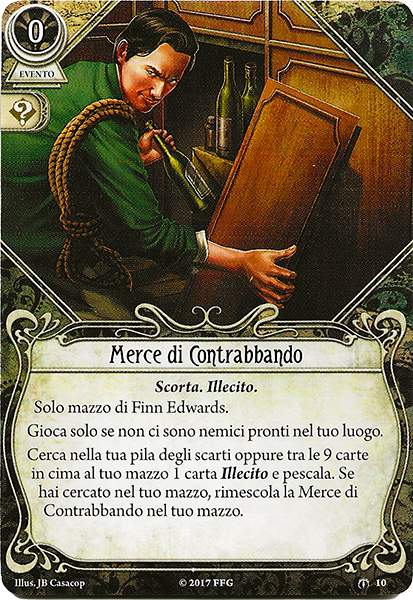 0
EVENTO
?
Merce di Contrabbando
Scorta. Illecito.
Solo mazzo di Finn Edwards.
Gioca solo se non ci sono nemici pronti nel tuo luogo.
Cerca nella tua pila degli scarti oppure tra le 9 carte
in cima al tuo mazzo 1 carta Illecito e pescala. Se
hai cercato nel tuo mazzo, rimescola la Merce di
Contrabbando nel tuo mazzo.
Illus. JB Casacop © 2017 FFG 10